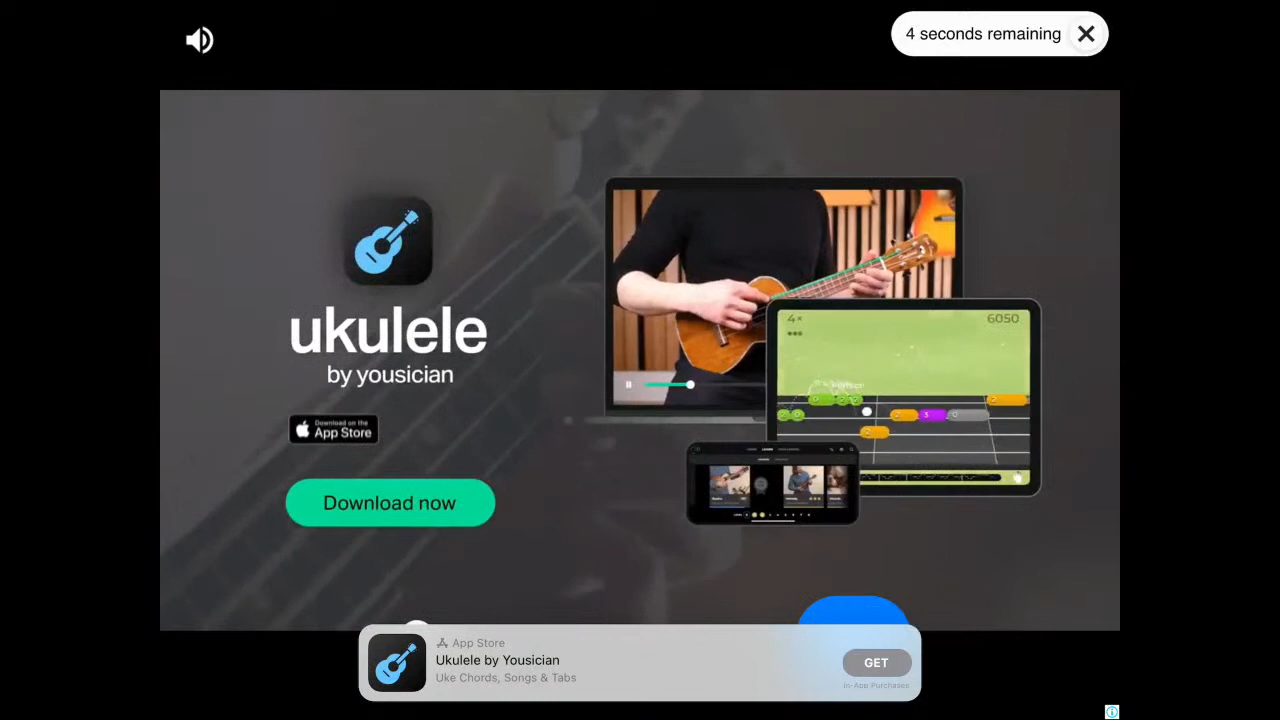 4 seconds remaining
ukulele
by yousician
Download on the
App Store
Download now
4×
6050
App Store
Ukulele by Yousician
Uke Chords, Songs & Tabs
GET
In-App Purchases